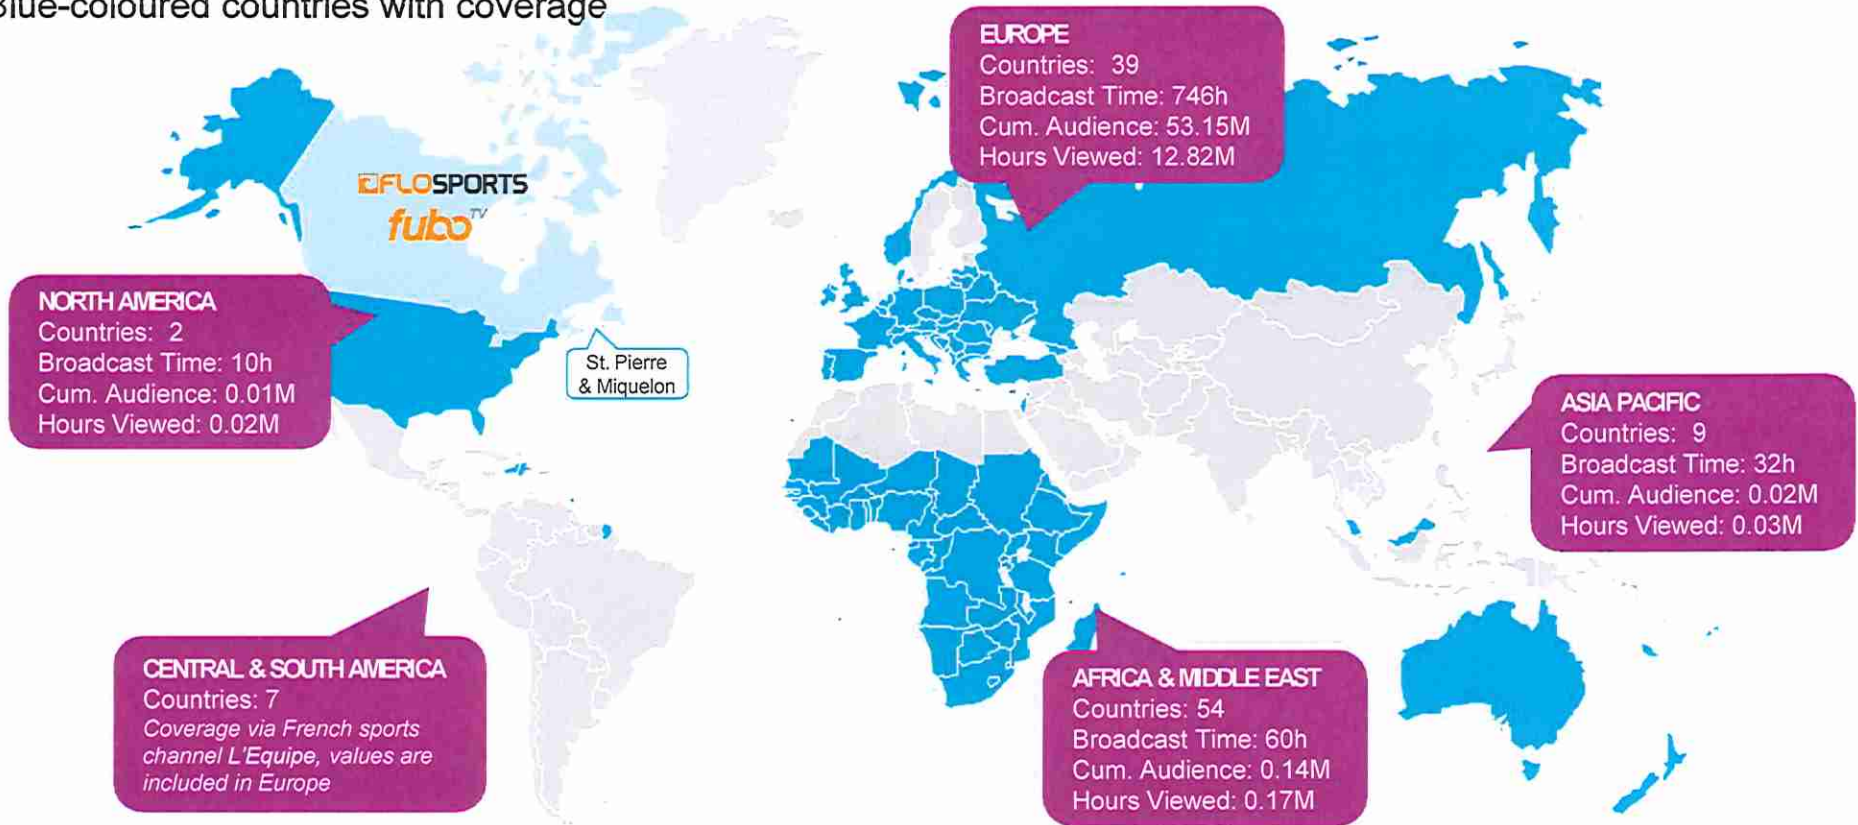 Blue-coloured countries with coverage
EUROPE
Countries: 39
Broadcast Time: 746h
Cum. Audience: 53.15M
Hours Viewed: 12.82M
FLOSPORTS
fubo TV
NORTH AMERICA
Countries: 2
Broadcast Time: 10h
Cum. Audience: 0.01M
Hours Viewed: 0.02M
St. Pierre
& Miquelon
ASIA PACIFIC
Countries: 9
Broadcast Time: 32h
Cum. Audience: 0.02M
Hours Viewed: 0.03M
CENTRAL & SOUTH AMERICA
Countries: 7
Coverage via French sports
channel L'Equipe, values are
included in Europe
AFRICA & MIDDLE EAST
Countries: 54
Broadcast Time: 60h
Cum. Audience: 0.14M
Hours Viewed: 0.17M